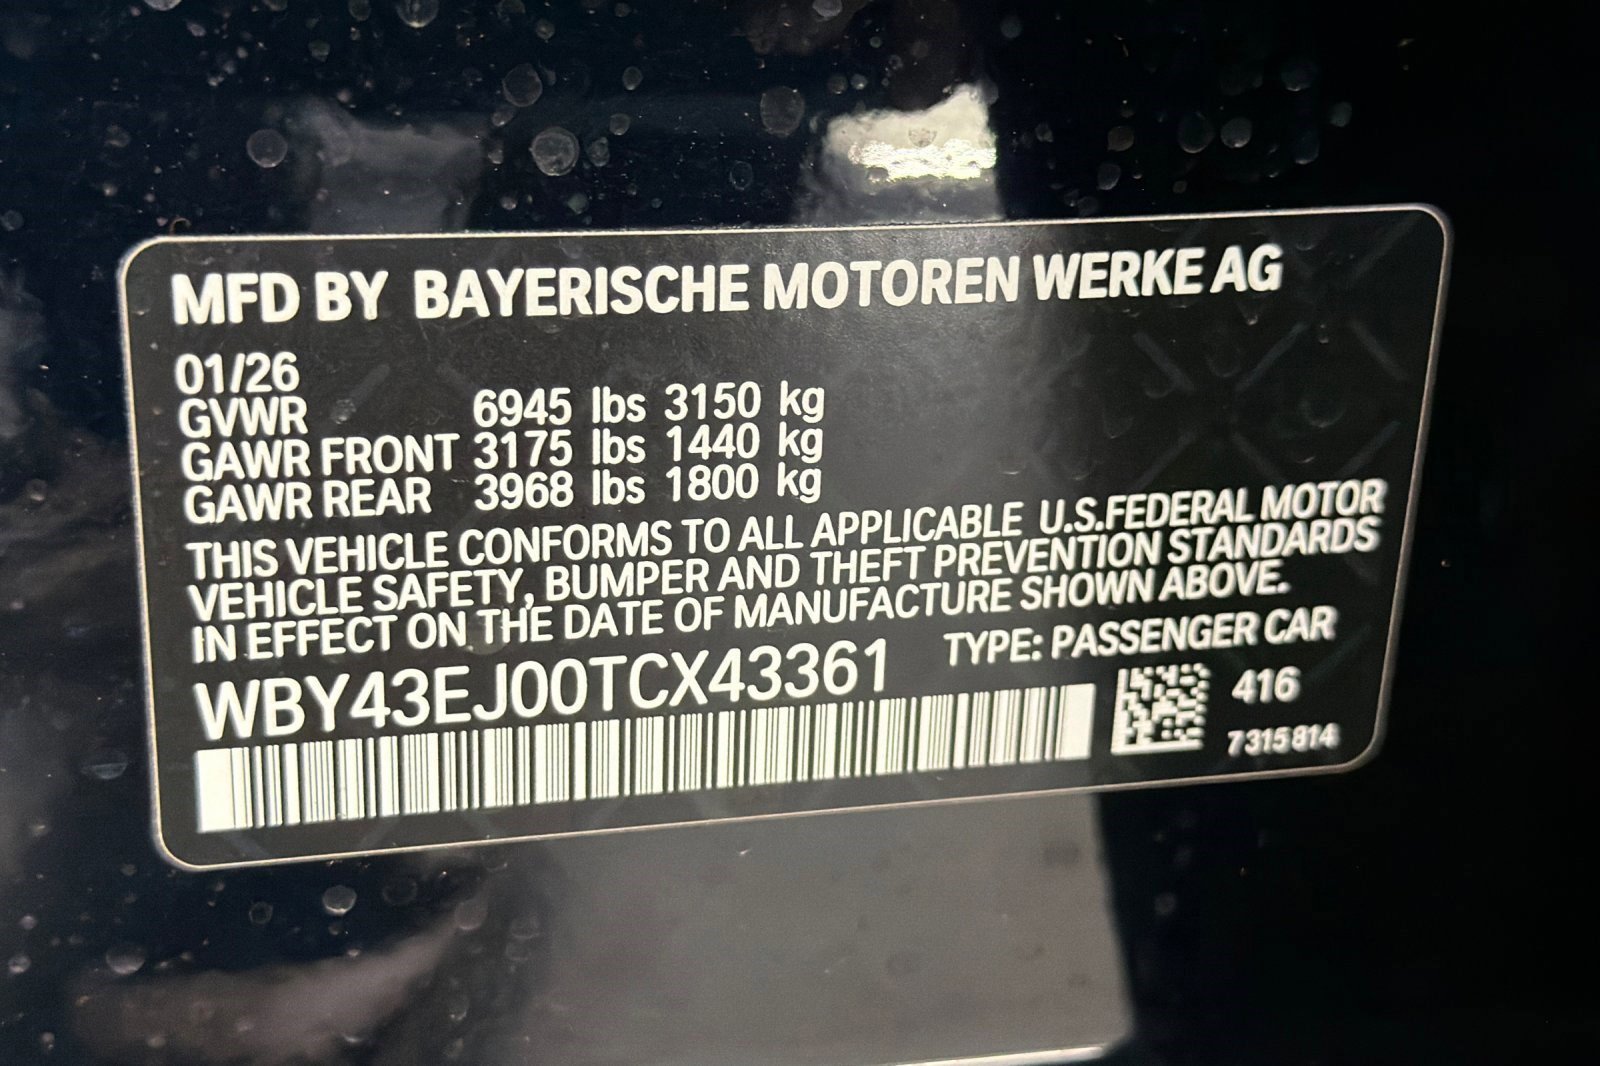 MFD BY BAYERISCHE MOTOREN WERKE AG
01/26
GVWR 6945 lbs 3150 kg
GAWR FRONT 3175 lbs 1440 kg
GAWR REAR 3968 lbs 1800 kg
THIS VEHICLE CONFORMS TO ALL APPLICABLE U.S.FEDERAL MOTOR
VEHICLE SAFETY, BUMPER AND THEFT PREVENTION STANDARDS
IN EFFECT ON THE DATE OF MANUFACTURE SHOWN ABOVE.
WBY43EJ00TCX43361 TYPE: PASSENGER CAR
416
7315814